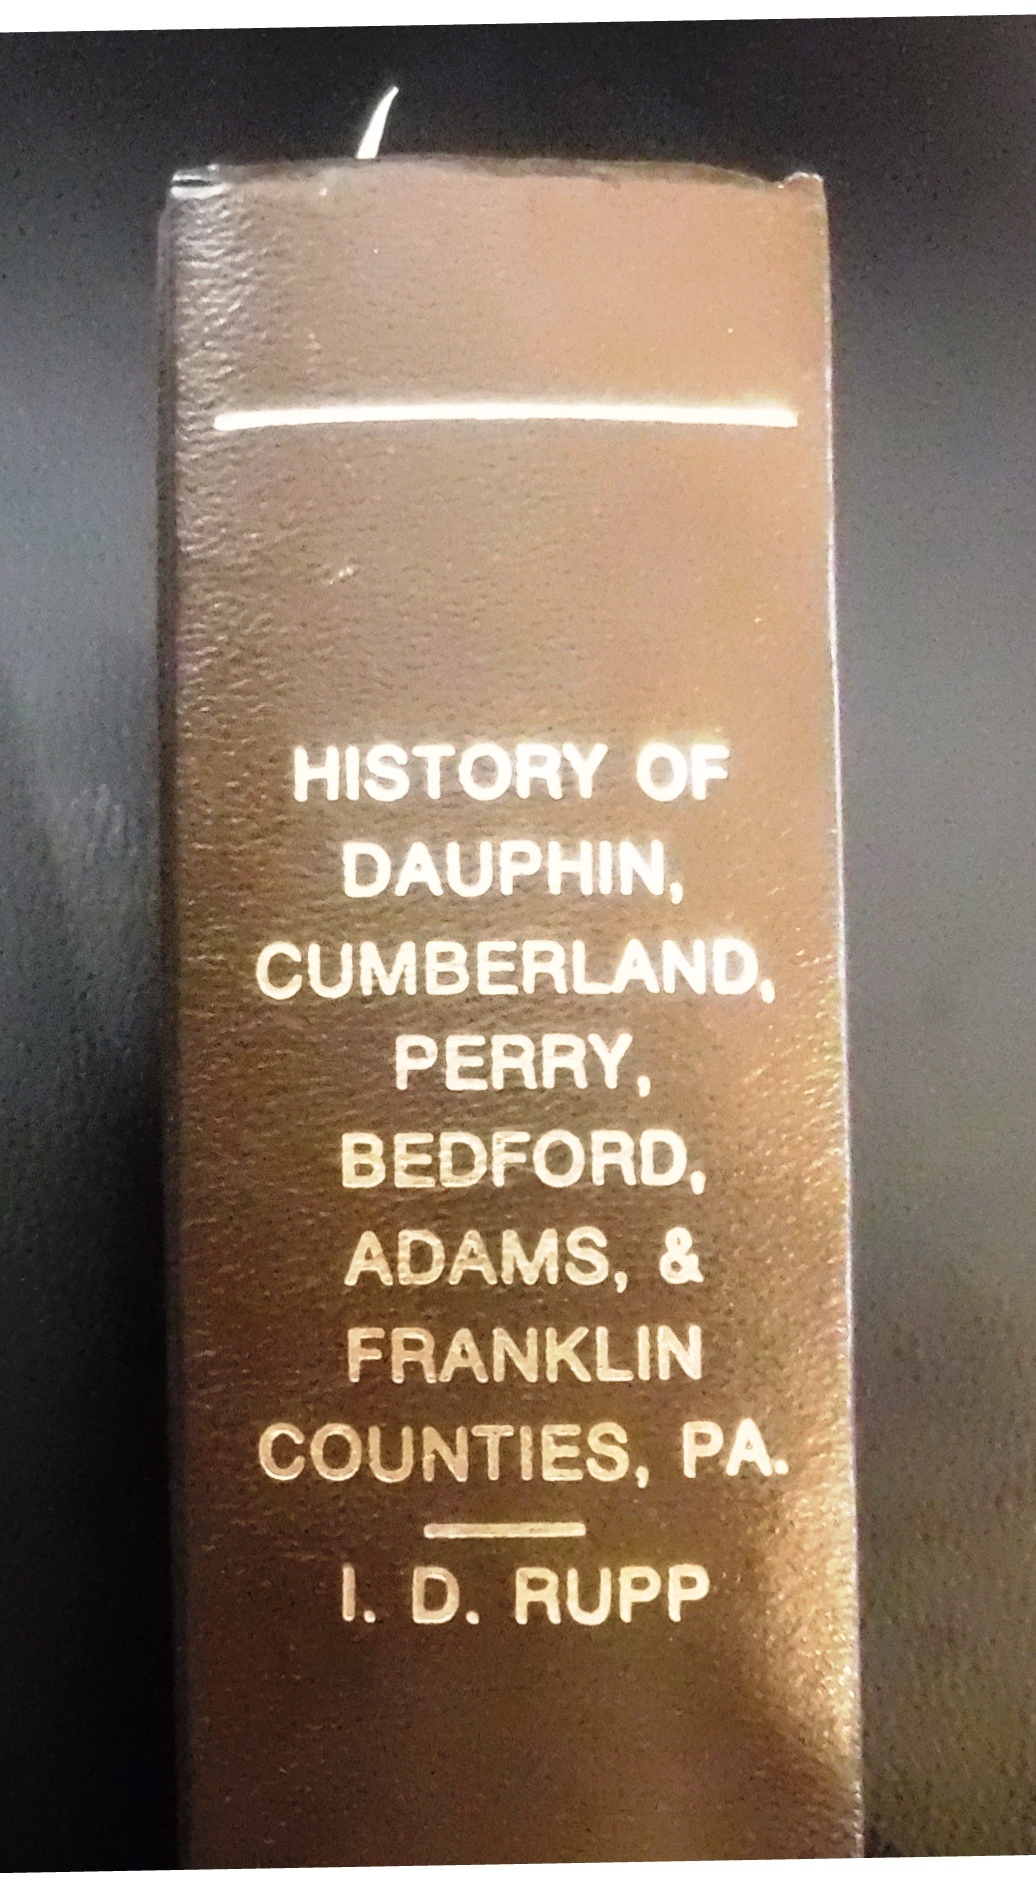 HISTORY OF
DAUPHIN,
CUMBERLAND,
PERRY,
BEDFORD,
ADAMS, &
FRANKLIN
COUNTIES, PA.
I. D. RUPP